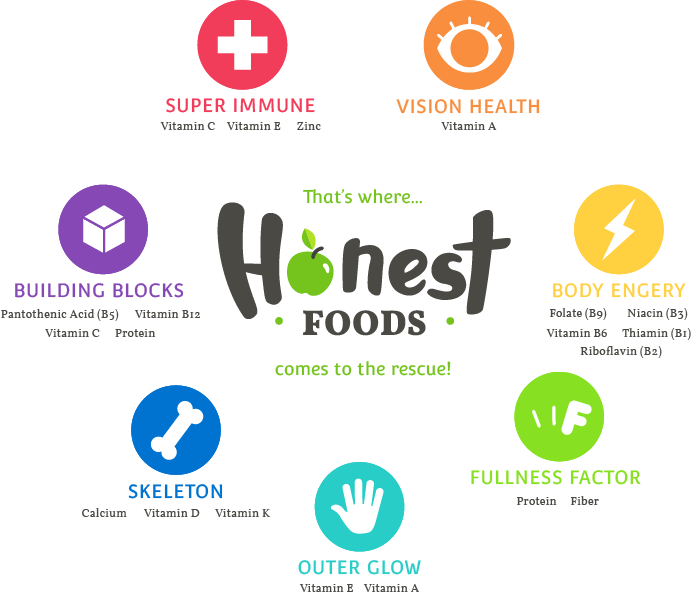 SUPER IMMUNE
Vitamin C Vitamin E Zinc
VISION HEALTH
Vitamin A
That's where...
Honest
FOODS
comes to the rescue!
BUILDING BLOCKS
Pantothenic Acid (B5) Vitamin B12
Vitamin C Protein
BODY ENGERY
Folate (B9) Niacin (B3)
Vitamin B6 Thiamin (B1)
Riboflavin (B2)
SKELETON
Calcium Vitamin D Vitamin K
F
FULLNESS FACTOR
Protein Fiber
OUTER GLOW
Vitamin E Vitamin A